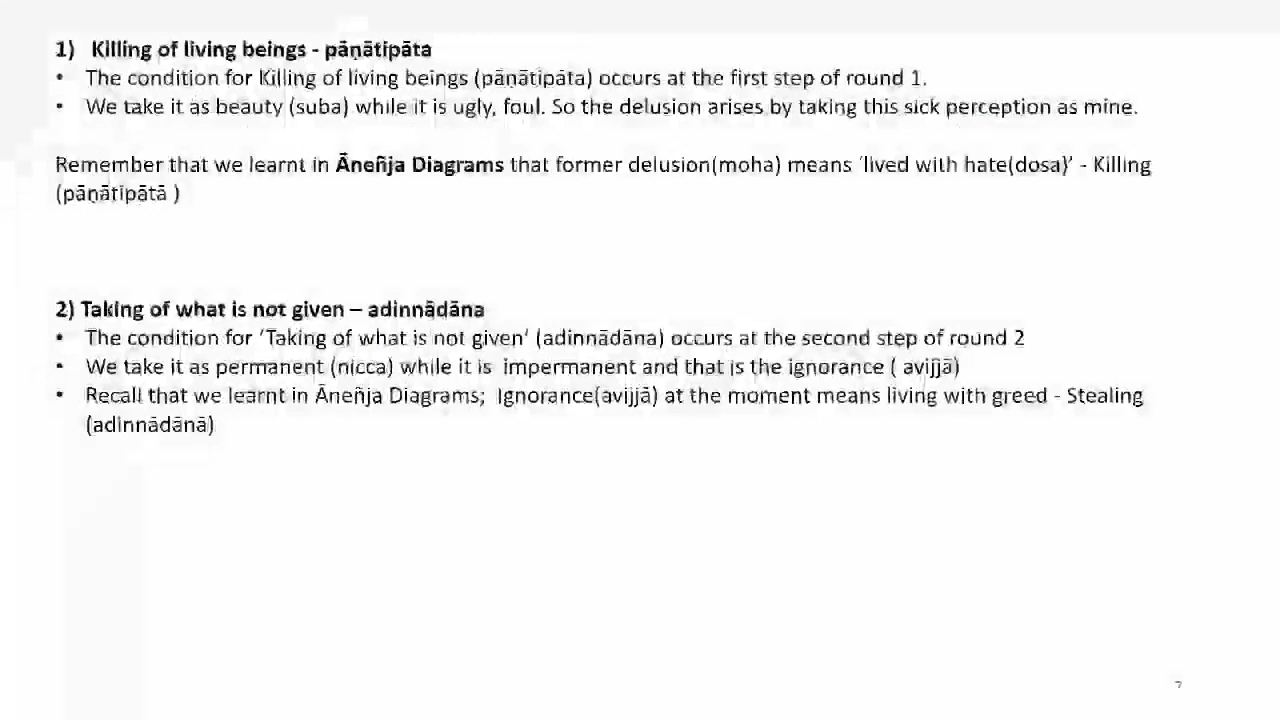 1) Killing of living beings - pāṇātipāta
• The condition for Killing of living beings (pāṇātipāta) occurs at the first step of round 1.
• We take it as beauty (suba) while it is ugly, foul. So the delusion arises by taking this sick perception as mine.
Remember that we learnt in Āneñja Diagrams that former delusion(moha) means ‘lived with hate(dosa)’ - Killing
(pāṇātipātā )
2) Taking of what is not given – adinnādāna
• The condition for ‘Taking of what is not given’ (adinnādāna) occurs at the second step of round 2
• We take it as permanent (nicca) while it is impermanent and that is the ignorance ( avijjā)
• Recall that we learnt in Āneñja Diagrams; Ignorance(avijjā) at the moment means living with greed - Stealing
(adinnādānā)
7